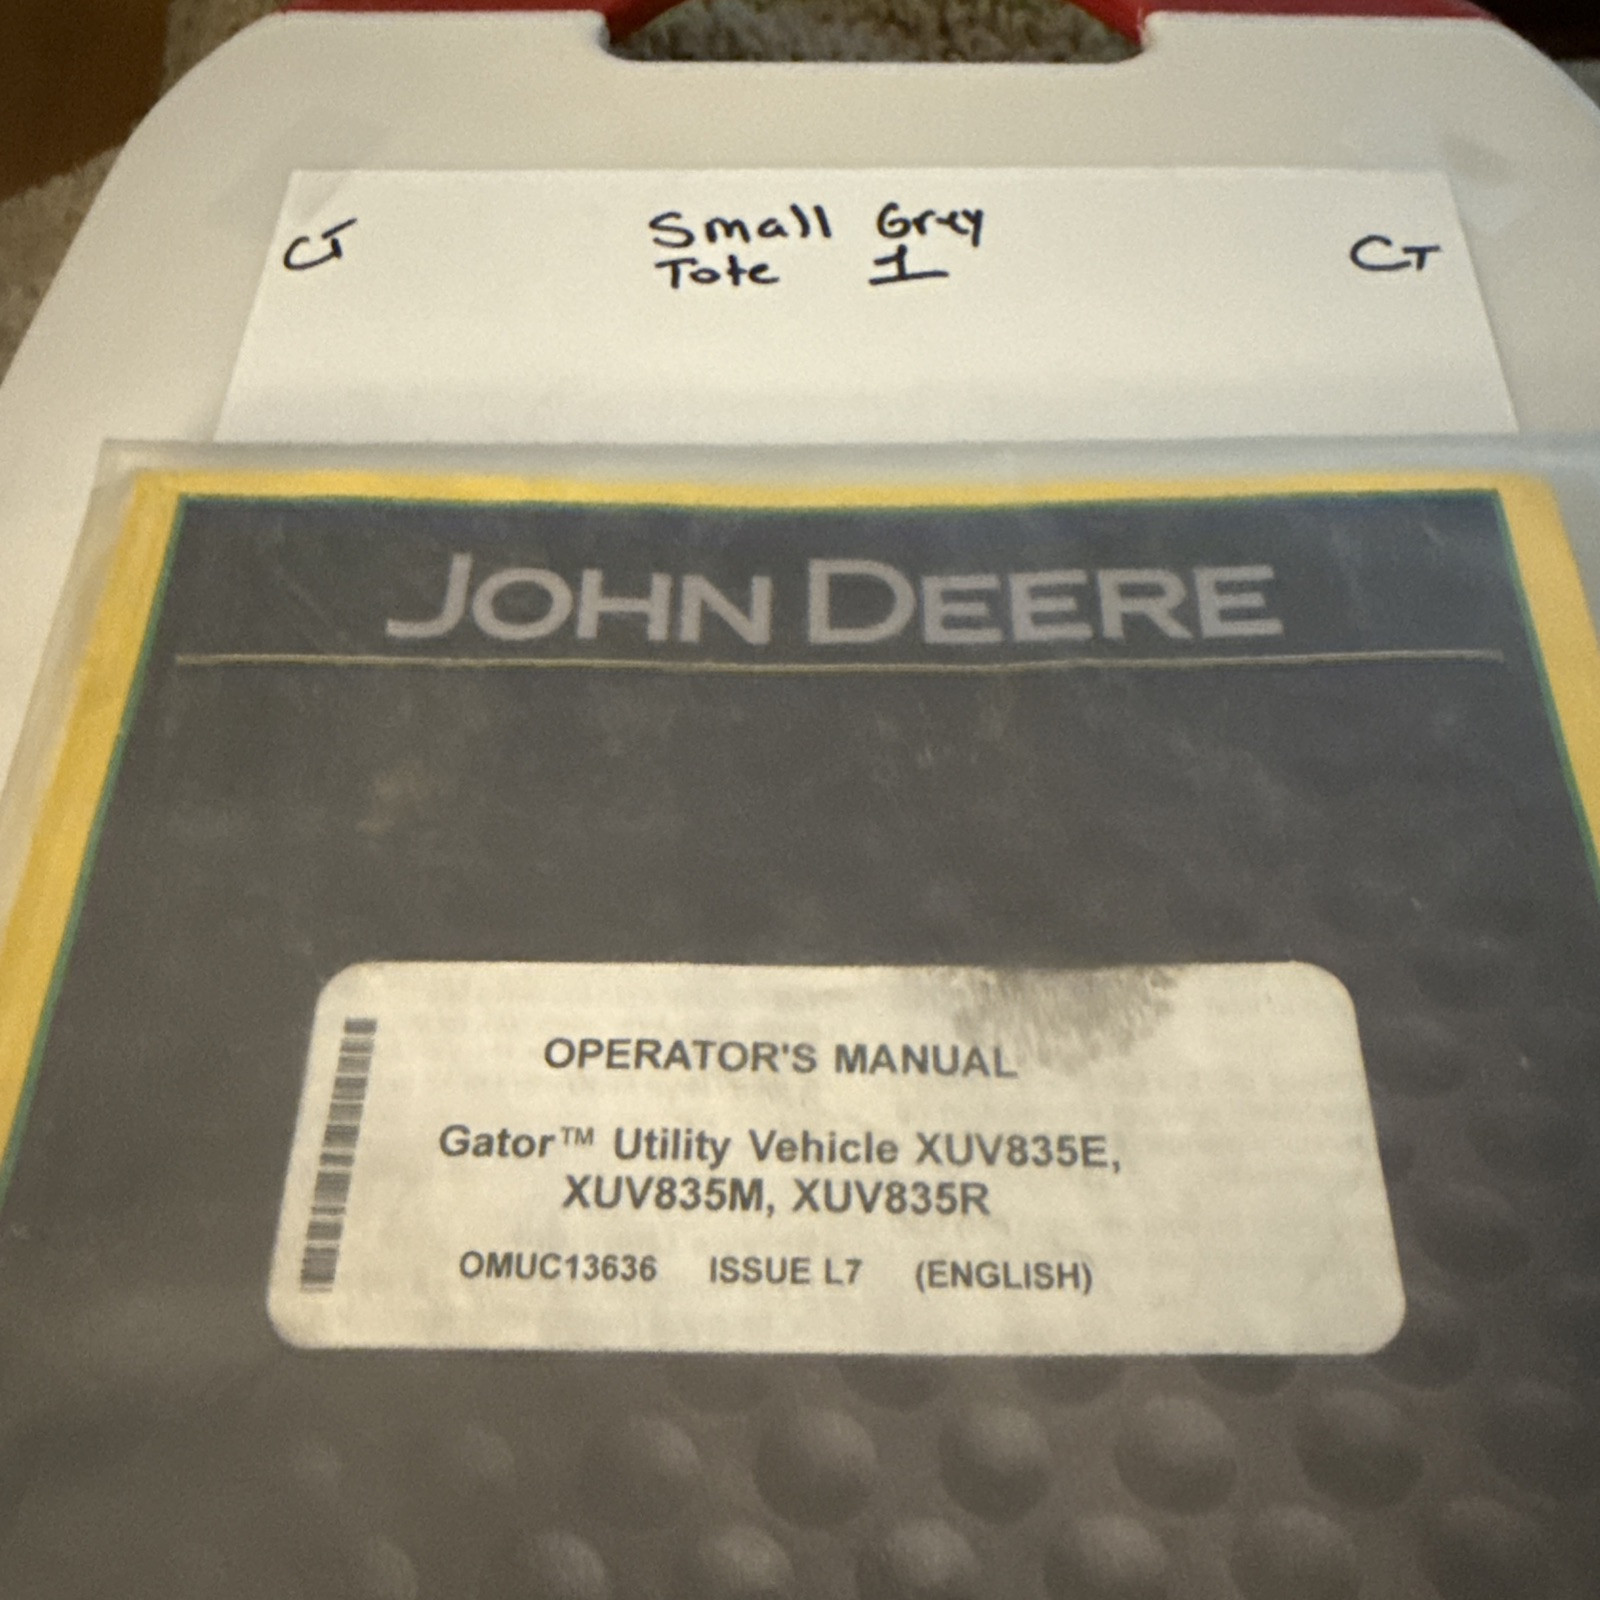 CT Small Grey CT
Tote 1
JOHN DEERE
OPERATOR'S MANUAL
Gator™ Utility Vehicle XUV835E,
XUV835M, XUV835R
OMUC13636 ISSUE L7 (ENGLISH)